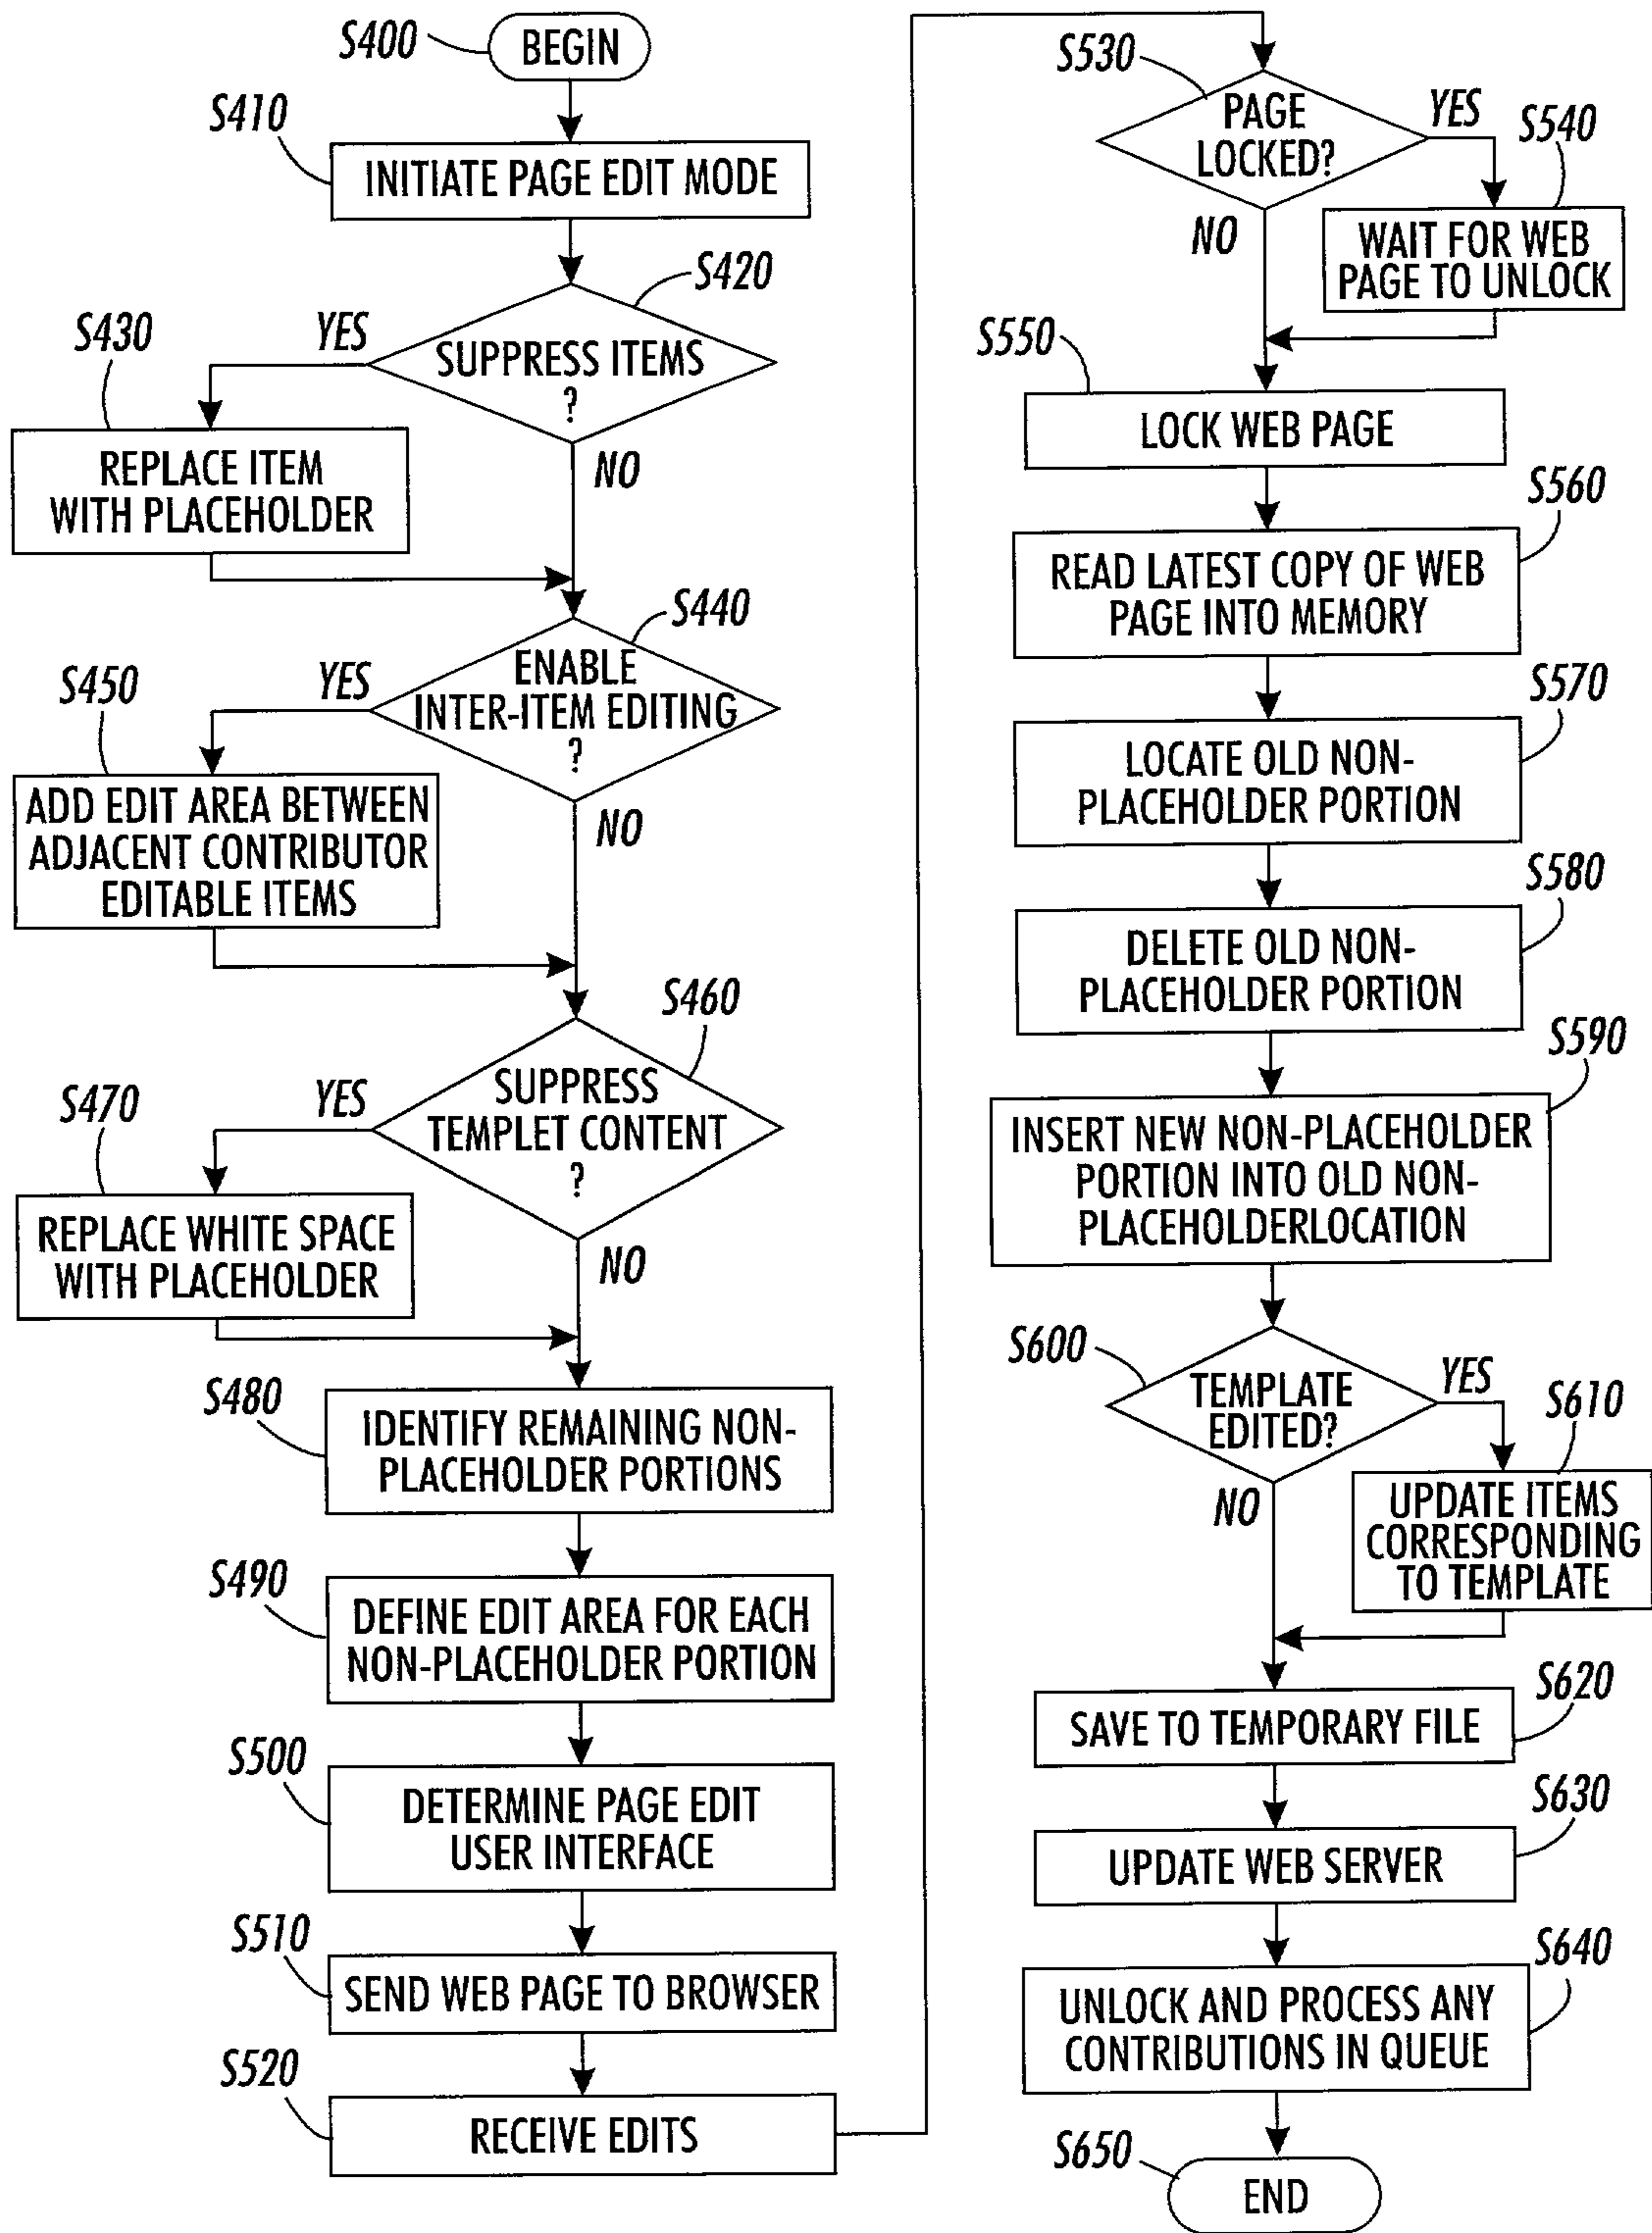 S400
BEGIN
S410
INITIATE PAGE EDIT MODE
S420
SUPPRESS ITEMS
?
YES
NO
S430
REPLACE ITEM
WITH PLACEHOLDER
S440
ENABLE
INTER-ITEM EDITING
?
YES
NO
S450
ADD EDIT AREA BETWEEN
ADJACENT CONTRIBUTOR
EDITABLE ITEMS
S460
SUPPRESS
TEMPLET CONTENT
?
YES
NO
S470
REPLACE WHITE SPACE
WITH PLACEHOLDER
S480
IDENTIFY REMAINING NON-
PLACEHOLDER PORTIONS
S490
DEFINE EDIT AREA FOR EACH
NON-PLACEHOLDER PORTION
S500
DETERMINE PAGE EDIT
USER INTERFACE
S510
SEND WEB PAGE TO BROWSER
S520
RECEIVE EDITS
S530
PAGE
LOCKED?
YES
NO
S540
WAIT FOR WEB
PAGE TO UNLOCK
S550
LOCK WEB PAGE
S560
READ LATEST COPY OF WEB
PAGE INTO MEMORY
S570
LOCATE OLD NON-
PLACEHOLDER PORTION
S580
DELETE OLD NON-
PLACEHOLDER PORTION
S590
INSERT NEW NON-PLACEHOLDER
PORTION INTO OLD NON-
PLACEHOLDERLOCATION
S600
TEMPLATE
EDITED?
YES
NO
S610
UPDATE ITEMS
CORRESPONDING
TO TEMPLATE
S620
SAVE TO TEMPORARY FILE
S630
UPDATE WEB SERVER
S640
UNLOCK AND PROCESS ANY
CONTRIBUTIONS IN QUEUE
S650
END